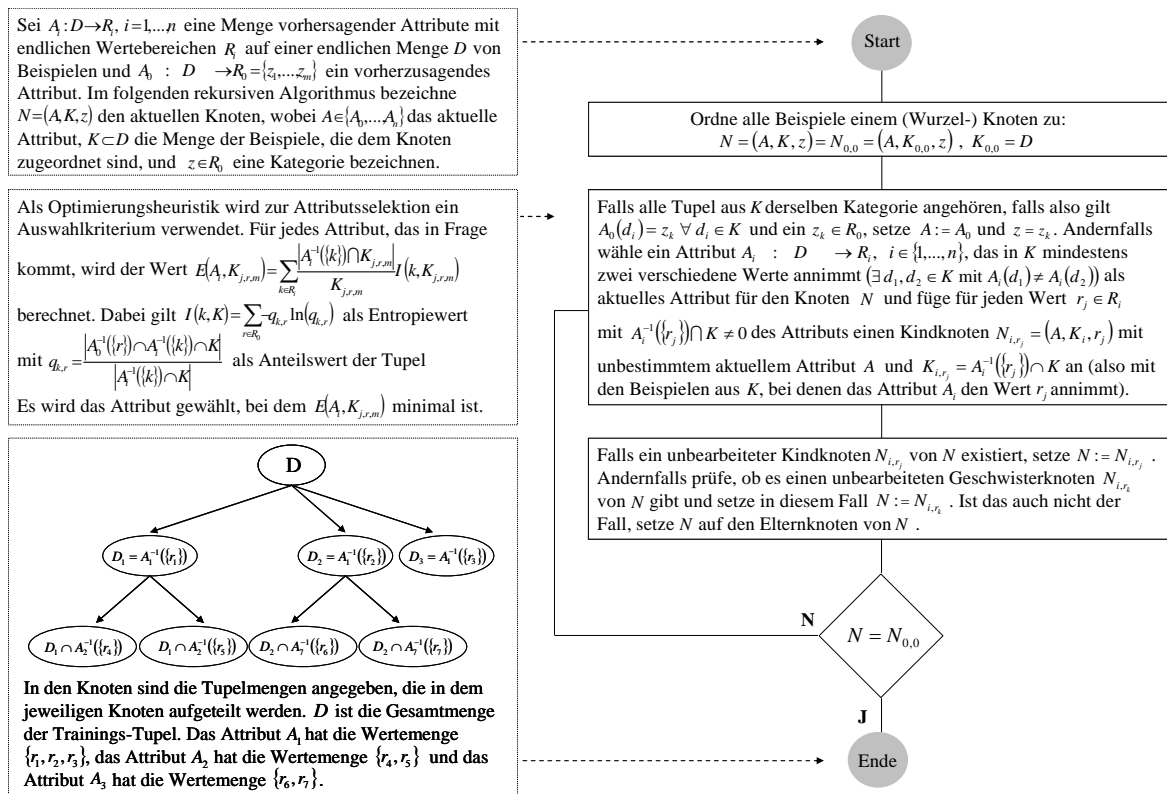 Sei A_i : D → R_i, i=1,...,n eine Menge vorhersagender Attribute mit
endlichen Wertebereichen R_i auf einer endlichen Menge D von
Beispielen und A_0 : D → R_0 = {z_1,...,z_m} ein vorherzusagendes
Attribut. Im folgenden rekursiven Algorithmus bezeichne
N = (A, K, z) den aktuellen Knoten, wobei A ∈ {A_0,...,A_n} das aktuelle
Attribut, K ⊂ D die Menge der Beispiele, die dem Knoten
zugeordnet sind, und z ∈ R_0 eine Kategorie bezeichnen.
Start
Ordne alle Beispiele einem (Wurzel-) Knoten zu:
N = (A, K, z) = N_{0,0} = (A, K_{0,0}, z) , K_{0,0} = D
Als Optimierungsheuristik wird zur Attributsselektion ein
Auswahlkriterium verwendet. Für jedes Attribut, das in Frage
kommt, wird der Wert E(A_i, K_{j,r,m}) = ∑_{k∈R_i} |A_i^{-1}({k}) ∩ K_{j,r,m}| / K_{j,r,m} I(k, K_{j,r,m})
berechnet. Dabei gilt I(k, K) = ∑_{r∈R_0} -q_{k,r} ln(q_{k,r}) als Entropiewert
mit q_{k,r} = |A_0^{-1}({r}) ∩ A_i^{-1}({k}) ∩ K| / |A_i^{-1}({k}) ∩ K| als Anteilswert der Tupel
Es wird das Attribut gewählt, bei dem E(A_i, K_{j,r,m}) minimal ist.
Falls alle Tupel aus K derselben Kategorie angehören, falls also gilt
A_0(d_i) = z_k ∀ d_i ∈ K und ein z_k ∈ R_0, setze A := A_0 und z = z_k. Andernfalls
wähle ein Attribut A_i : D → R_i, i ∈ {1,...,n}, das in K mindestens
zwei verschiedene Werte annimmt (∃ d_1, d_2 ∈ K mit A_i(d_1) ≠ A_i(d_2)) als
aktuelles Attribut für den Knoten N und füge für jeden Wert r_j ∈ R_i
mit A_i^{-1}({r_j}) ∩ K ≠ 0 des Attributs einen Kindknoten N_{i,r_j} = (A, K_i, r_j) mit
unbestimmtem aktuellem Attribut A und K_{i,r_j} = A_i^{-1}({r_j}) ∩ K an (also mit
den Beispielen aus K, bei denen das Attribut A_i den Wert r_j annimmt).
Falls ein unbearbeiteter Kindknoten N_{i,r_j} von N existiert, setze N := N_{i,r_j} .
Andernfalls prüfe, ob es einen unbearbeiteten Geschwisterknoten N_{i,r_k}
von N gibt und setze in diesem Fall N := N_{i,r_k} . Ist das auch nicht der
Fall, setze N auf den Elternknoten von N .
N
N = N_{0,0}
J
Ende
D
D_1 = A_1^{-1}({r_1})
D_2 = A_1^{-1}({r_2})
D_3 = A_1^{-1}({r_3})
D_1 ∩ A_2^{-1}({r_4})
D_1 ∩ A_2^{-1}({r_5})
D_2 ∩ A_7^{-1}({r_6})
D_2 ∩ A_7^{-1}({r_7})
In den Knoten sind die Tupelmengen angegeben, die in dem
jeweiligen Knoten aufgeteilt werden. D ist die Gesamtmenge
der Trainings-Tupel. Das Attribut A_1 hat die Wertemenge
{r_1, r_2, r_3}, das Attribut A_2 hat die Wertemenge {r_4, r_5} und das
Attribut A_3 hat die Wertemenge {r_6, r_7}.